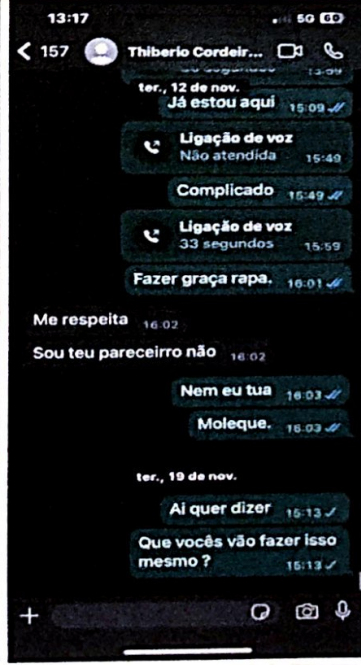 13:17
5G 60
157 Thiberio Cordeir...
ter., 12 de nov.
Já estou aqui 15:09
Ligação de voz
Não atendida 15:49
Complicado 15:49
Ligação de voz
33 segundos 15:59
Fazer graça rapa. 16:01
Me respeita 16:02
Sou teu pareceirro não 16:02
Nem eu tua 16:03
Moleque. 16:03
ter., 19 de nov.
Ai quer dizer 15:13
Que vocês vão fazer isso
mesmo ? 15:13